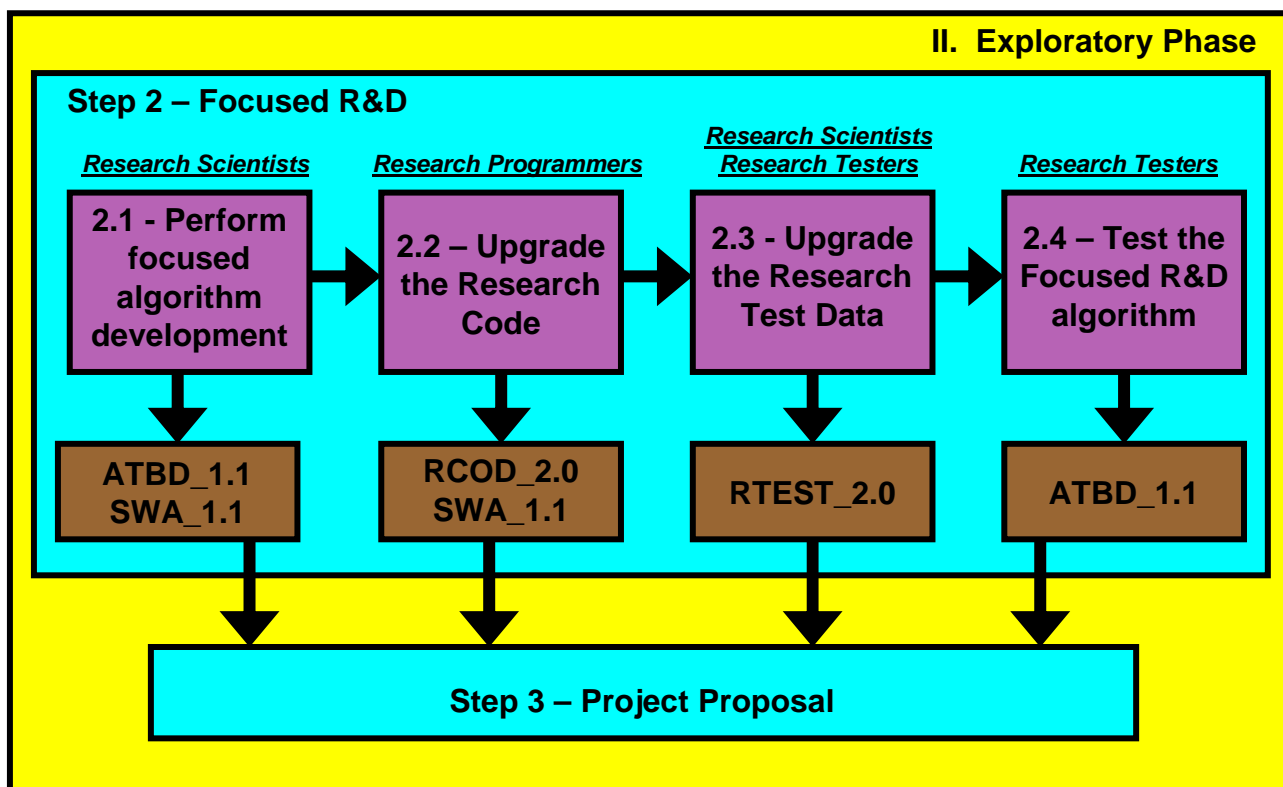 II. Exploratory Phase
Step 2 – Focused R&D
Research Scientists
2.1 - Perform
focused
algorithm
development
ATBD_1.1
SWA_1.1
Research Programmers
2.2 – Upgrade
the Research
Code
RCOD_2.0
SWA_1.1
Research Scientists
Research Testers
2.3 - Upgrade
the Research
Test Data
RTEST_2.0
Research Testers
2.4 – Test the
Focused R&D
algorithm
ATBD_1.1
Step 3 – Project Proposal